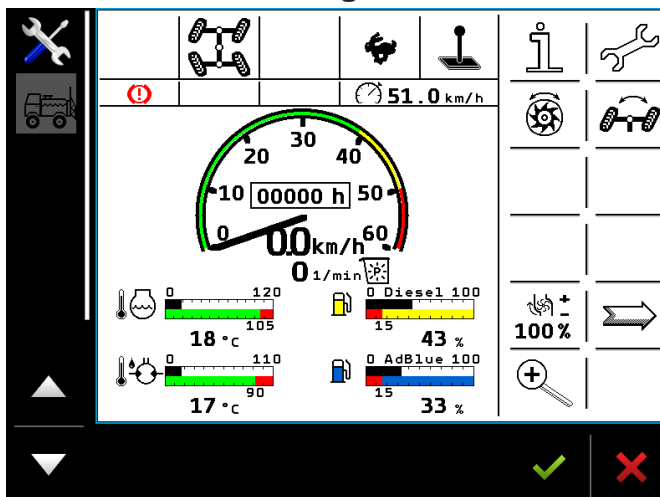 51.0 km/h
30
20 40
10 00000 h 50
0 0.0 km/h 60
0 1/min P
0 120
105
18 °C
0 Diesel 100
15
43 %
0 110
90
17 °C
0 AdBlue 100
15
33 %
+
-
100 %